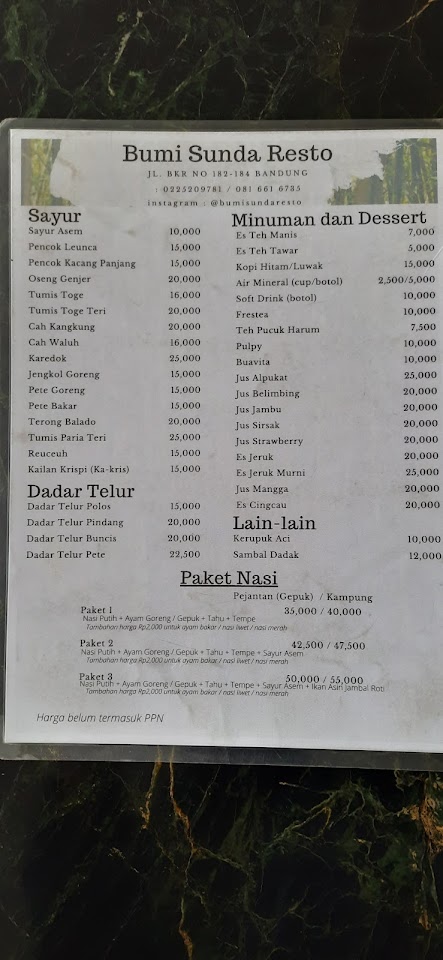 Bumi Sunda Resto
JL. BKR NO 182-184 BANDUNG
: 0225209781 / 081 661 6735
instagram : @bumisundaresto
Sayur
Sayur Asem 10,000
Pencok Leunca 15,000
Pencok Kacang Panjang 15,000
Oseng Genjer 20,000
Tumis Toge 16,000
Tumis Toge Teri 20,000
Cah Kangkung 20,000
Cah Waluh 16,000
Karedok 25,000
Jengkol Goreng 15,000
Pete Goreng 15,000
Pete Bakar 15,000
Terong Balado 20,000
Tumis Paria Teri 25,000
Reuceuh 15,000
Kailan Krispi (Ka-kris) 15,000
Dadar Telur
Dadar Telur Polos 15,000
Dadar Telur Pindang 20,000
Dadar Telur Buncis 20,000
Dadar Telur Pete 22,500
Minuman dan Dessert
Es Teh Manis 7,000
Es Teh Tawar 5,000
Kopi Hitam/Luwak 15,000
Air Mineral (cup/botol) 2,500/5,000
Soft Drink (botol) 10,000
Frestea 10,000
Teh Pucuk Harum 7,500
Pulpy 10,000
Buavita 10,000
Jus Alpukat 25,000
Jus Belimbing 20,000
Jus Jambu 20,000
Jus Sirsak 20,000
Jus Strawberry 20,000
Es Jeruk 20,000
Es Jeruk Murni 25,000
Jus Mangga 20,000
Es Cingcau 20,000
Lain-lain
Kerupuk Aci 10,000
Sambal Dadak 12,000
Paket Nasi
Pejantan (Gepuk) / Kampung
Paket 1 35,000 / 40,000
Nasi Putih + Ayam Goreng / Gepuk + Tahu + Tempe
Tambahan harga Rp2,000 untuk ayam bakar / nasi liwet / nasi merah
Paket 2 42,500 / 47,500
Nasi Putih + Ayam Goreng / Gepuk + Tahu + Tempe + Sayur Asem
Tambahan harga Rp2,000 untuk ayam bakar / nasi liwet / nasi merah
Paket 3 50,000 / 55,000
Nasi Putih + Ayam Goreng / Gepuk + Tahu + Tempe + Sayur Asem + Ikan Asin Jambal Roti
Tambahan harga Rp2,000 untuk ayam bakar / nasi liwet / nasi merah
Harga belum termasuk PPN